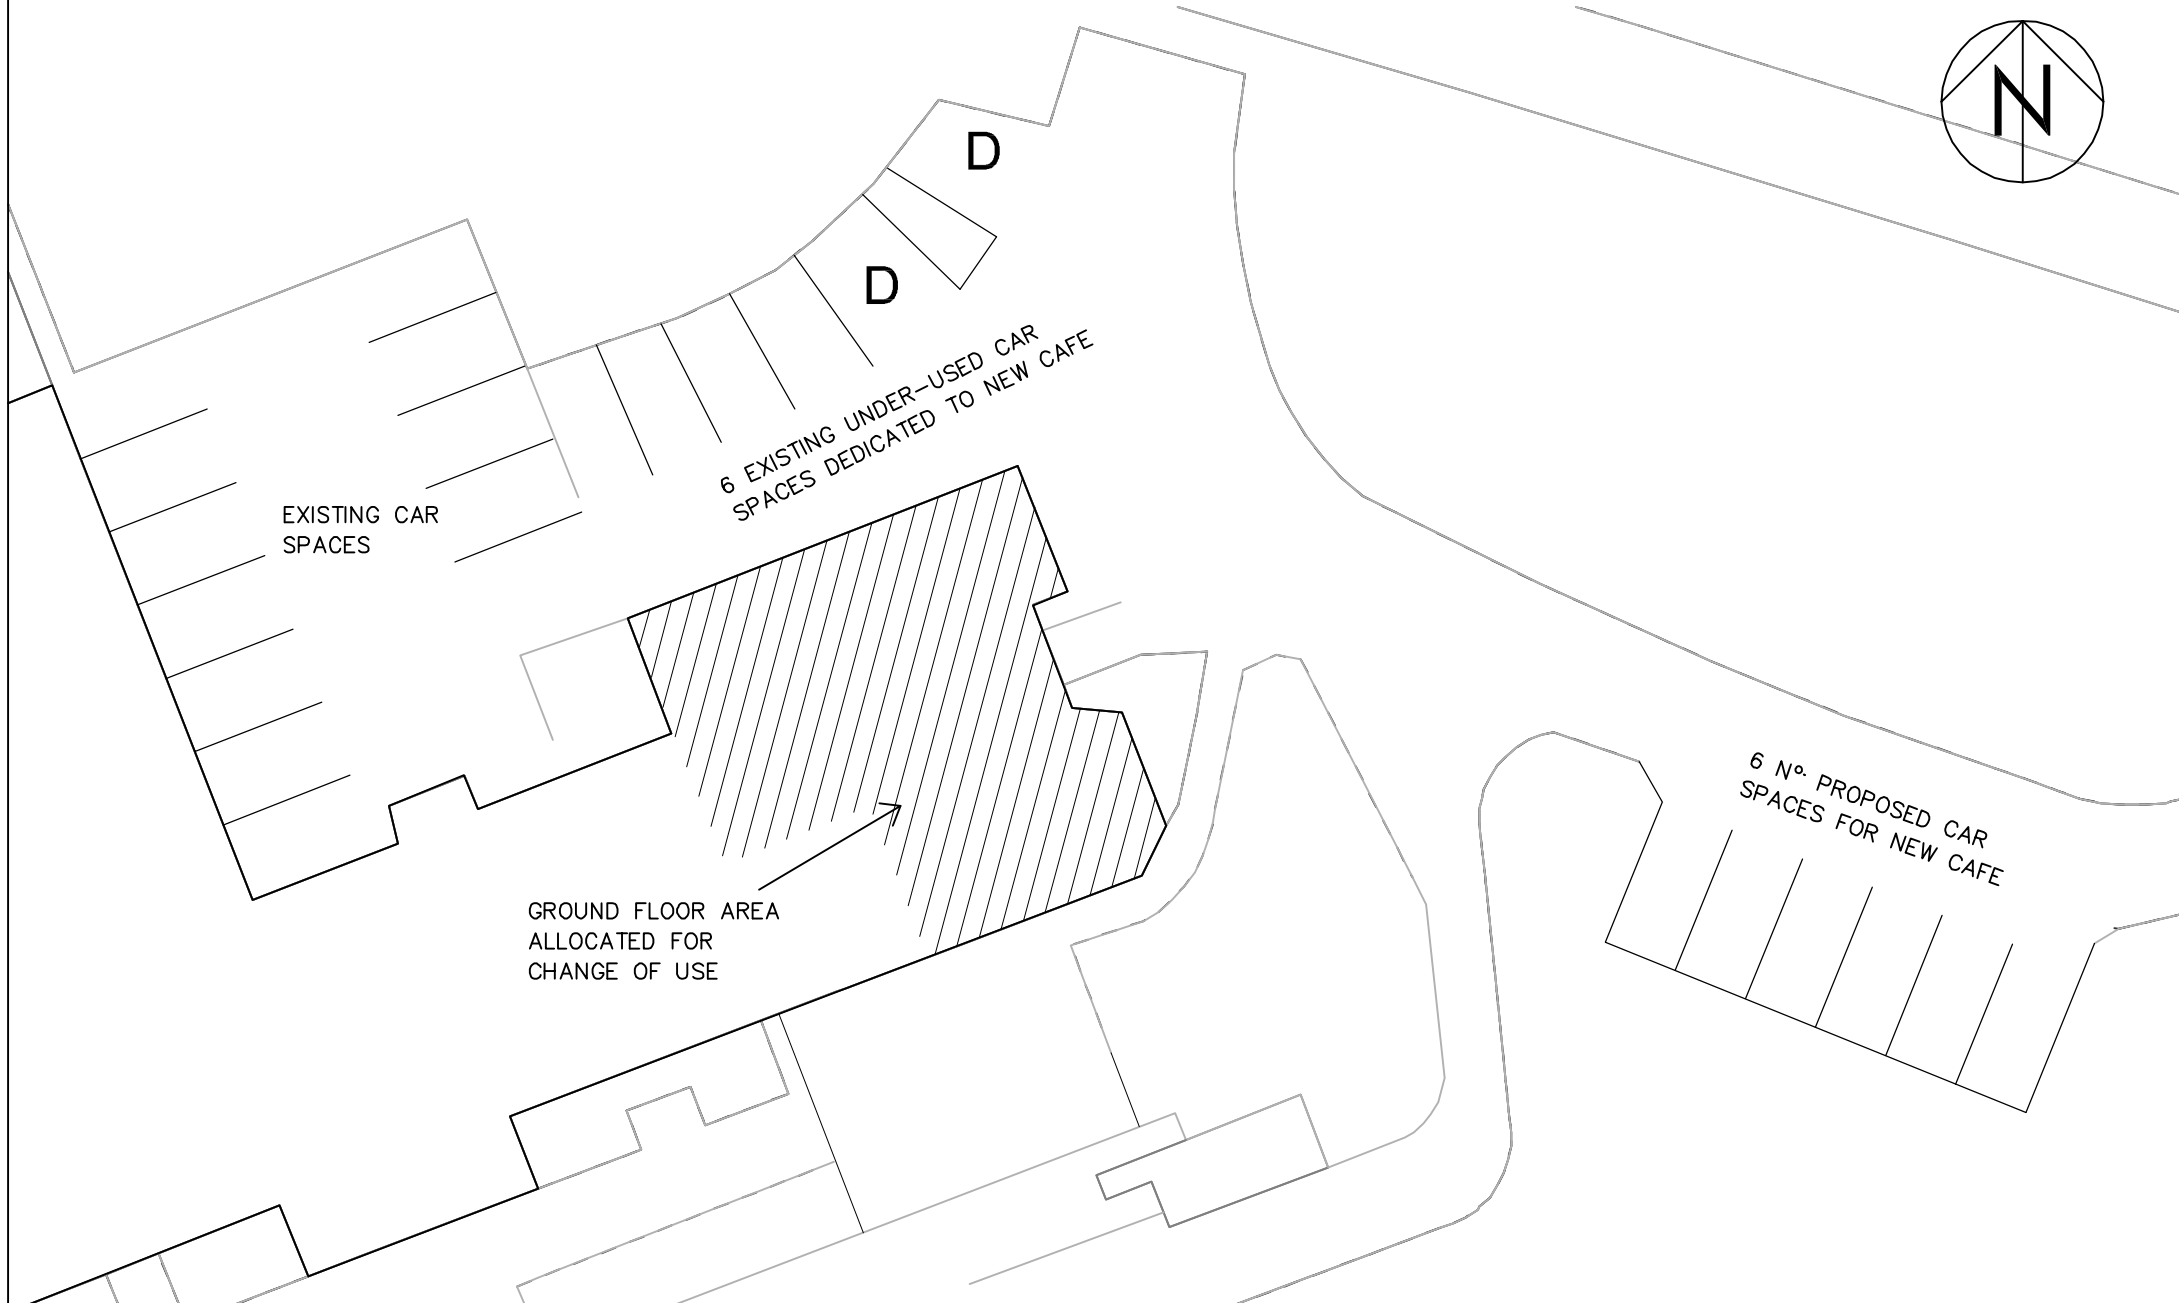 N
D
D
6 EXISTING UNDER-USED CAR
SPACES DEDICATED TO NEW CAFE
EXISTING CAR
SPACES
6 Nº· PROPOSED CAR
SPACES FOR NEW CAFE
GROUND FLOOR AREA
ALLOCATED FOR
CHANGE OF USE